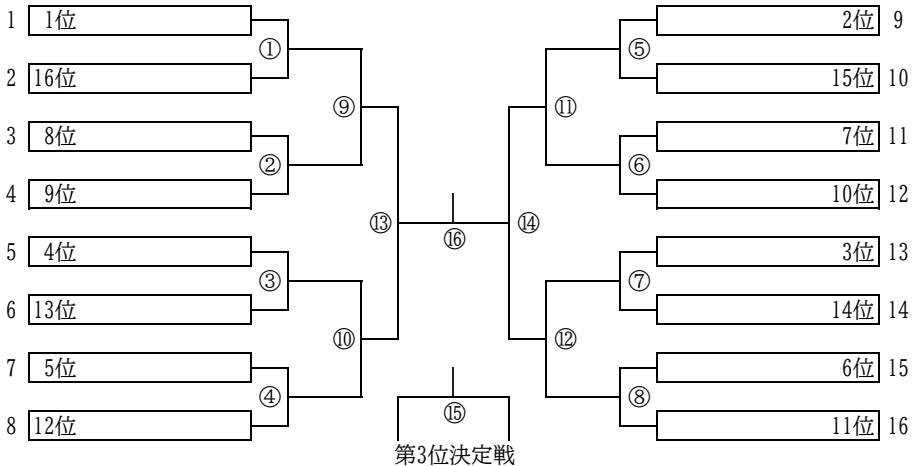 1 1位 2位 9
① ⑤
2 16位 15位 10
⑨ ⑪
3 8位 7位 11
② ⑥
4 9位 10位 12
⑬ ⑯ ⑭
5 4位 3位 13
③ ⑦
6 13位 14位 14
⑩ ⑫
7 5位 6位 15
④ ⑮ ⑧
8 12位 11位 16
第3位決定戦